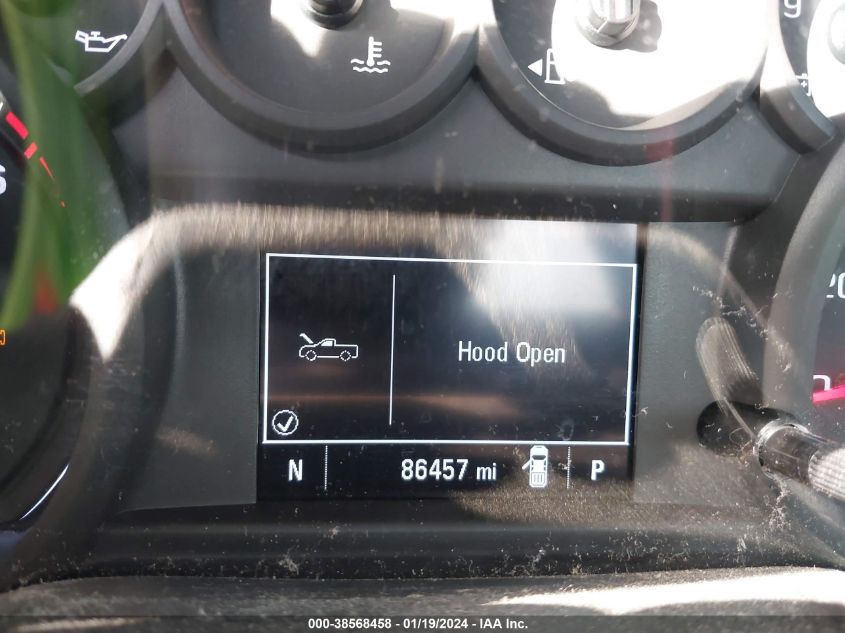 Hood Open
N 86457 mi P
000-38568458 - 01/19/2024 - IAA Inc.